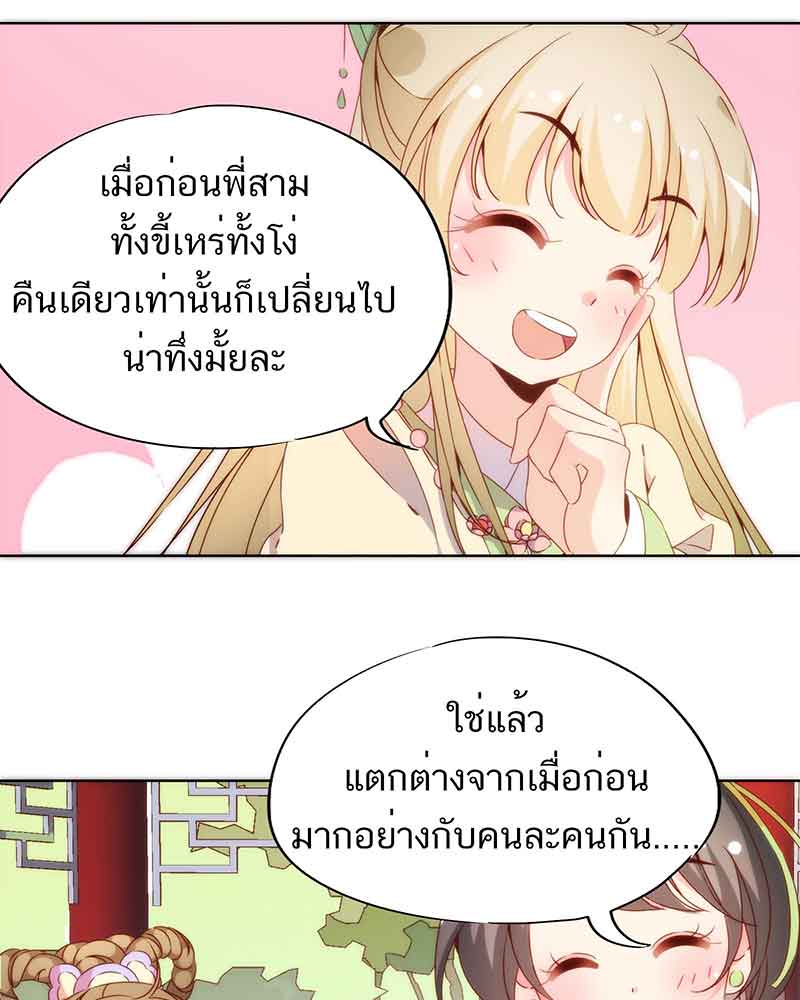 เมื่อก่อนพี่สาม
ทั้งขี้เหร่ทั้งโง่
คืนเดียวเท่านั้นก็เปลี่ยนไป
น่าทึ่งมั้ยละ
ใช่แล้ว
แตกต่างจากเมื่อก่อน
มากอย่างกับคนละคนกัน.....